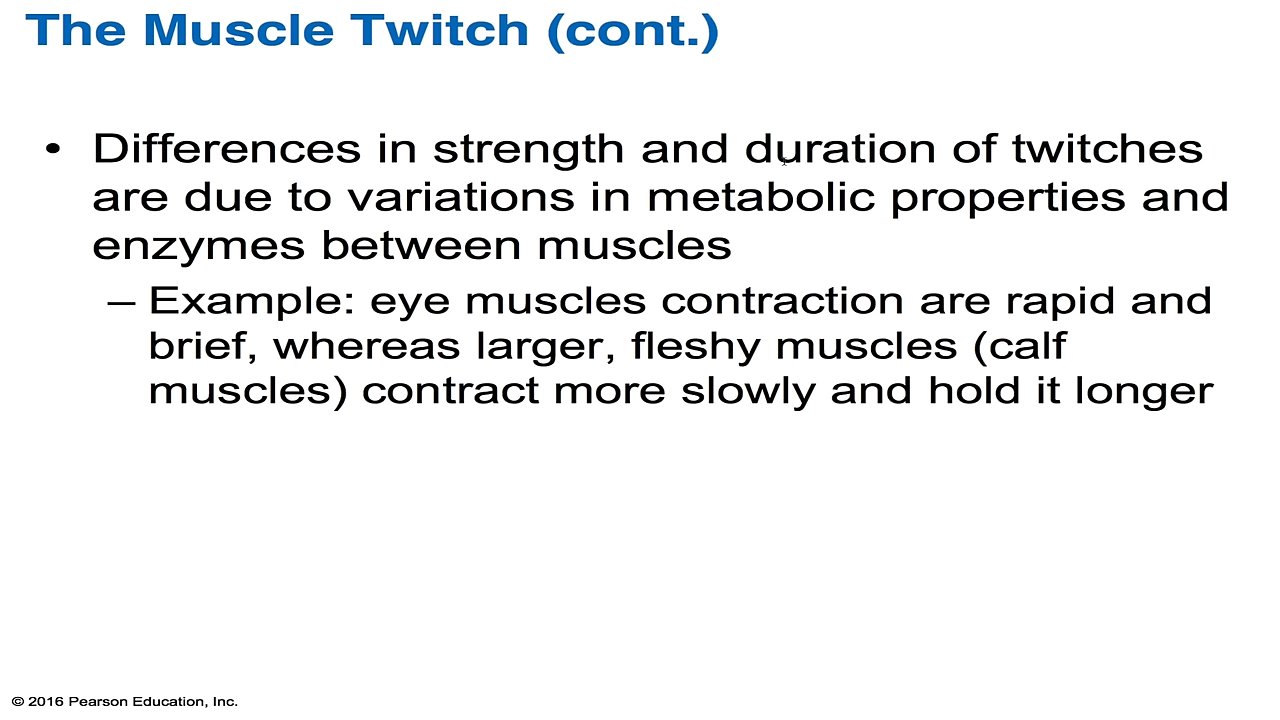 The Muscle Twitch (cont.)
• Differences in strength and duration of twitches
are due to variations in metabolic properties and
enzymes between muscles
– Example: eye muscles contraction are rapid and
brief, whereas larger, fleshy muscles (calf
muscles) contract more slowly and hold it longer
© 2016 Pearson Education, Inc.